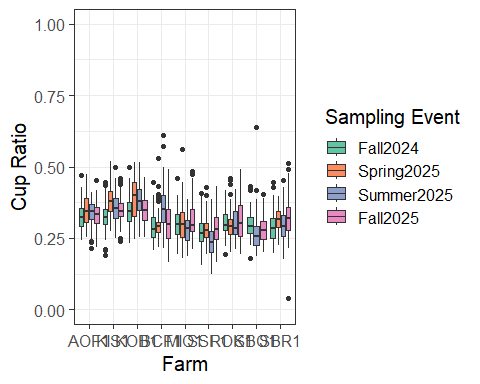 1.00
0.75
0.50
0.25
0.00
Cup Ratio
Farm
Sampling Event
Fall2024
Spring2025
Summer2025
Fall2025